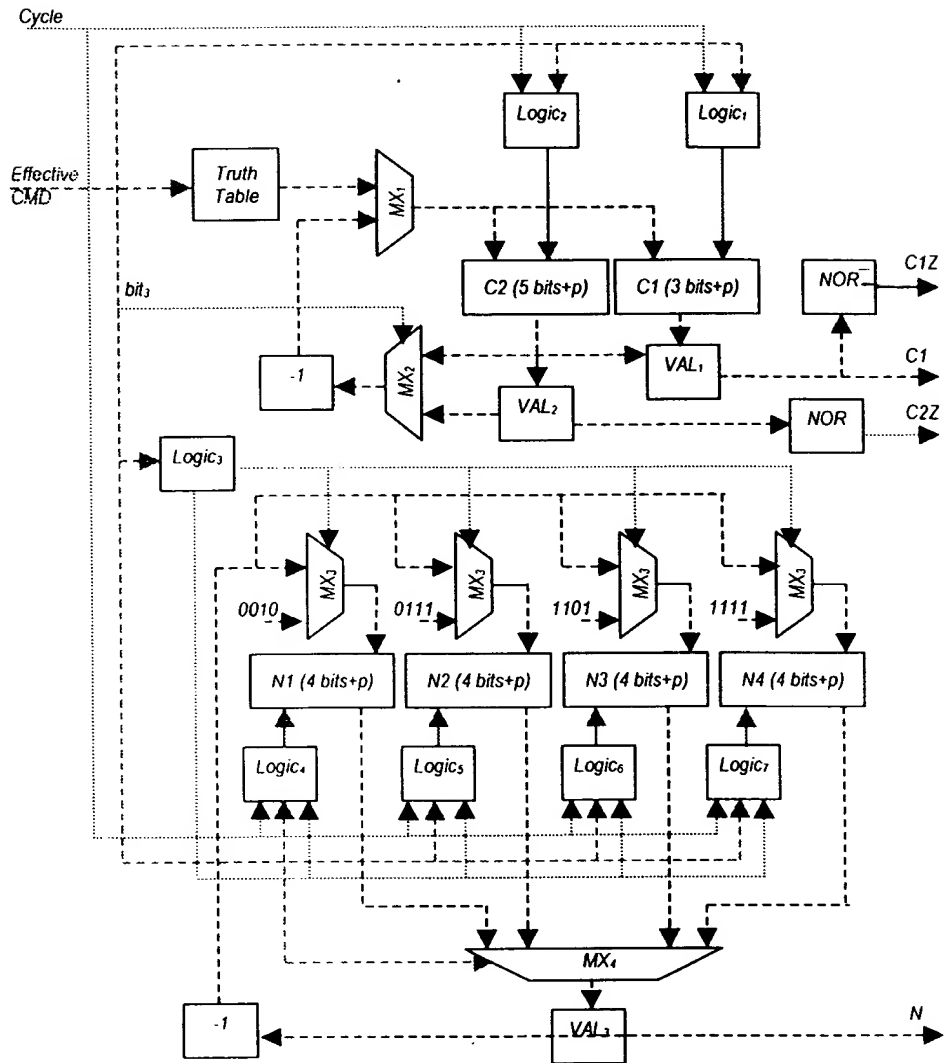 Cycle
Logic₂
Logic₁
Effective
CMD
Truth
Table
MX₁
C2 (5 bits+p)
C1 (3 bits+p)
NOR
C1Z
bit₃
-1
MX₂
VAL₁
C1
VAL₂
NOR
C2Z
Logic₃
MX₃
MX₃
MX₃
MX₃
0010
0111
1101
1111
N1 (4 bits+p)
N2 (4 bits+p)
N3 (4 bits+p)
N4 (4 bits+p)
Logic₄
Logic₅
Logic₆
Logic₇
MX₄
-1
VAL₃
N